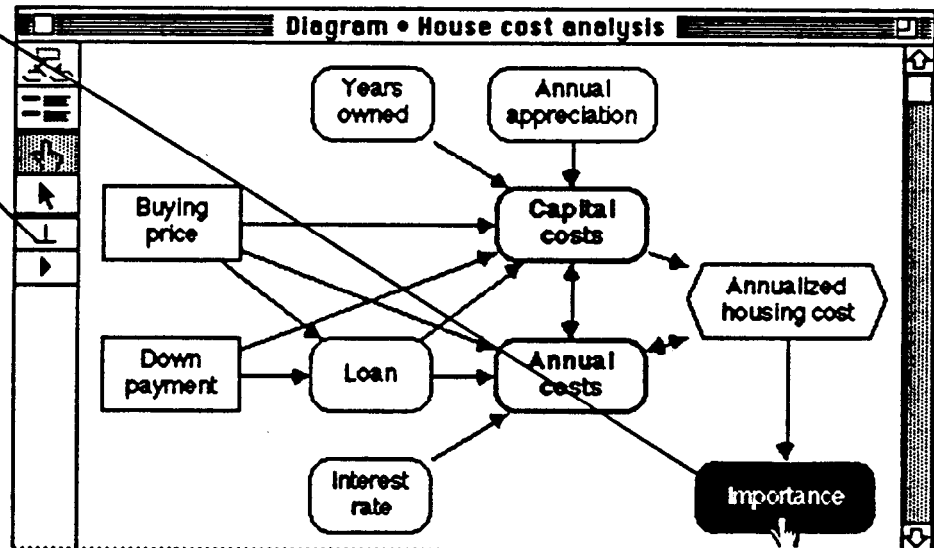 Diagram • House cost analysis
Years
owned
Annual
appreciation
Buying
price
Capital
costs
Annualized
housing cost
Down
payment
Loan
Annual
costs
Interest
rate
Importance